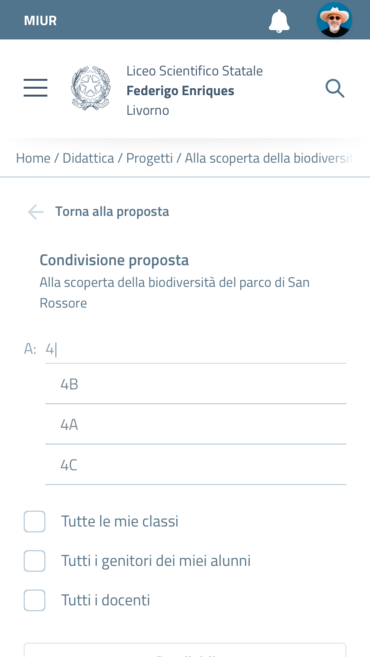 MIUR
Liceo Scientifico Statale
Federigo Enriques
Livorno
Home / Didattica / Progetti / Alla scoperta della biodiversi
Torna alla proposta
Condivisione proposta
Alla scoperta della biodiversità del parco di San
Rossore
A: 4
4B
4A
4C
Tutte le mie classi
Tutti i genitori dei miei alunni
Tutti i docenti